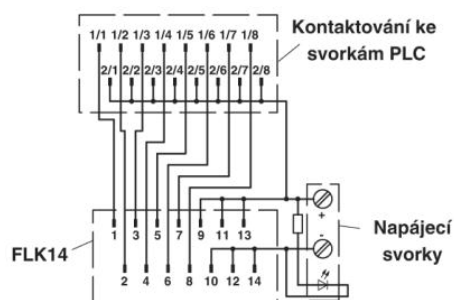 Kontaktování ke
svorkám PLC
1/1 1/2 1/3 1/4 1/5 1/6 1/7 1/8
2/1 2/2 2/3 2/4 2/5 2/6 2/7 2/8
+
-
1 3 5 7 9 11 13
2 4 6 8 10 12 14
FLK14
Napájecí
svorky